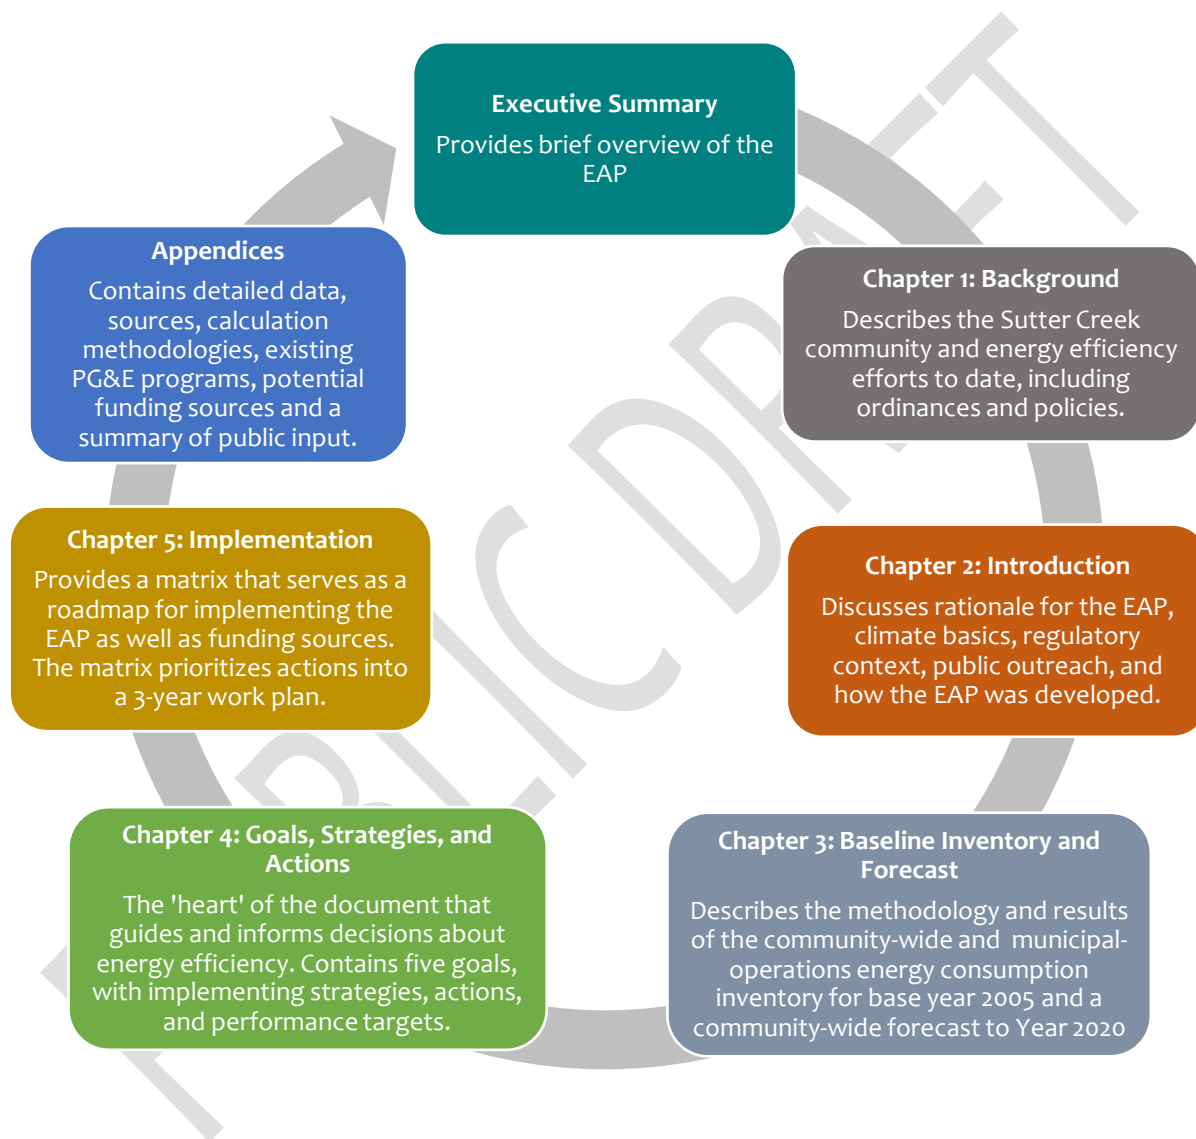 Executive Summary
Provides brief overview of the
EAP
Chapter 1: Background
Describes the Sutter Creek
community and energy efficiency
efforts to date, including
ordinances and policies.
Chapter 2: Introduction
Discusses rationale for the EAP,
climate basics, regulatory
context, public outreach, and
how the EAP was developed.
Chapter 3: Baseline Inventory and
Forecast
Describes the methodology and results
of the community-wide and  municipal-
operations energy consumption
inventory for base year 2005 and a
community-wide forecast to Year 2020
Chapter 4: Goals, Strategies, and
Actions
The 'heart' of the document that
guides and informs decisions about
energy efficiency. Contains five goals,
with implementing strategies, actions,
and performance targets.
Chapter 5: Implementation
Provides a matrix that serves as a
roadmap for implementing the
EAP as well as funding sources.
The matrix prioritizes actions into
a 3-year work plan.
Appendices
Contains detailed data,
sources, calculation
methodologies, existing
PG&E programs, potential
funding sources and a
summary of public input.
PUBLIC DRAFT